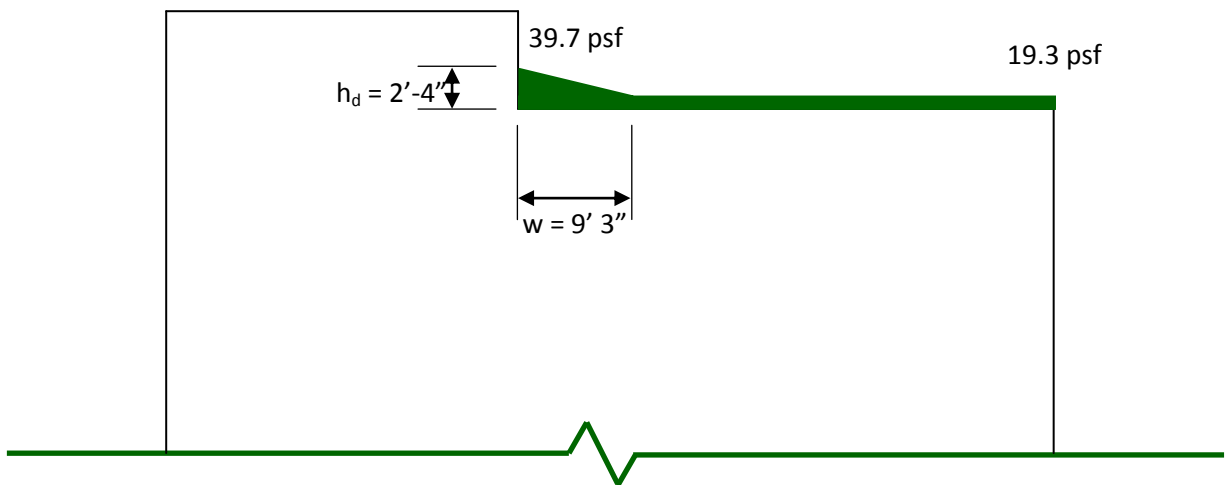 39.7 psf
19.3 psf
hd = 2’-4”
w = 9’ 3”